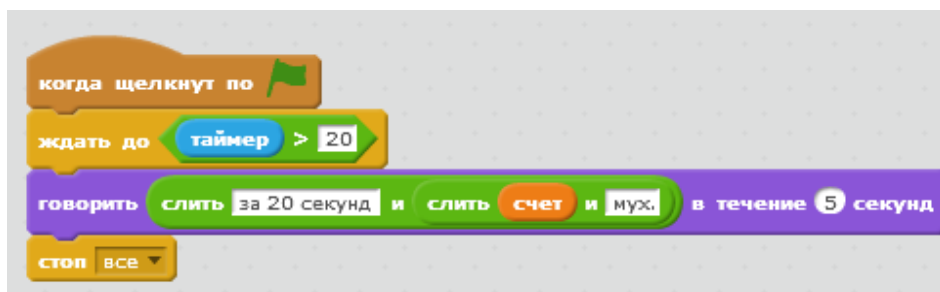 когда щелкнут по
ждать до таймер > 20
говорить слить за 20 секунд и слить счет и мух. в течение 5 секунд
стоп все